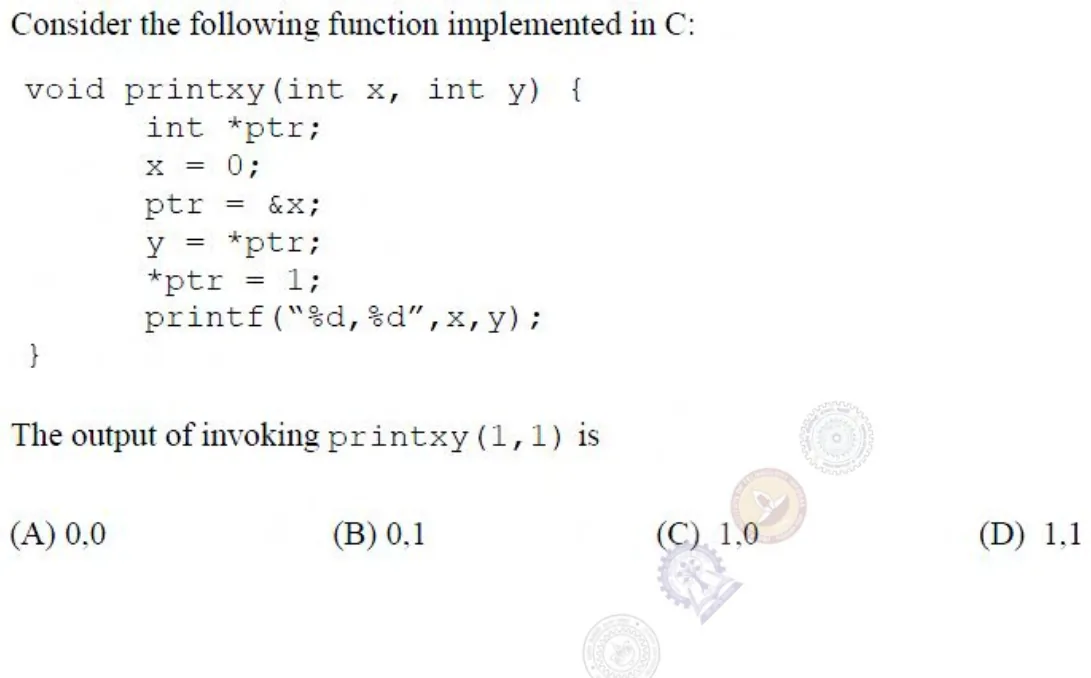 Consider the following function implemented in C:
void printxy(int x, int y) {
int *ptr;
x = 0;
ptr = &x;
y = *ptr;
*ptr = 1;
printf(“%d,%d”,x,y);
}
The output of invoking printxy(1,1) is
(A) 0,0 (B) 0,1 (C) 1,0 (D) 1,1